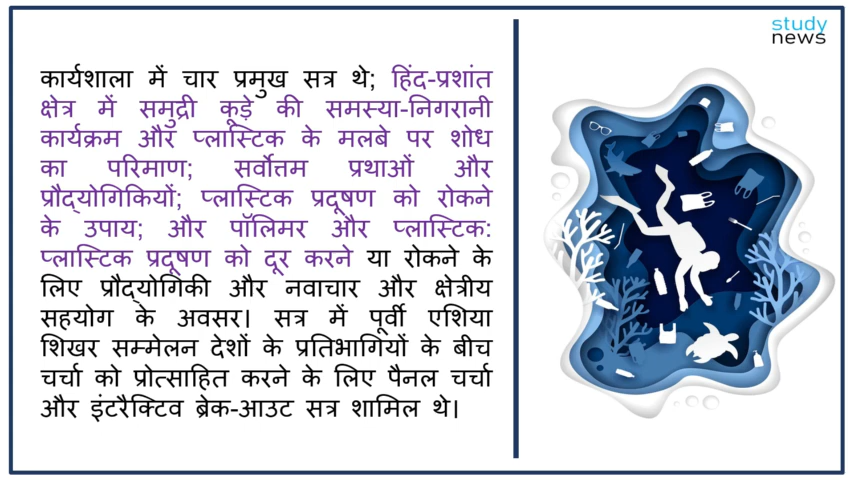 study
news
कार्यशाला में चार प्रमुख सत्र थे; हिंद-प्रशांत
क्षेत्र में समुद्री कूड़े की समस्या-निगरानी
कार्यक्रम और प्लास्टिक के मलबे पर शोध
का परिमाण; सर्वोत्तम प्रथाओं और
प्रौद्योगिकियों; प्लास्टिक प्रदूषण को रोकने
के उपाय; और पॉलिमर और प्लास्टिक:
प्लास्टिक प्रदूषण को दूर करने या रोकने के
लिए प्रौद्योगिकी और नवाचार और क्षेत्रीय
सहयोग के अवसर। सत्र में पूर्वी एशिया
शिखर सम्मेलन देशों के प्रतिभागियों के बीच
चर्चा को प्रोत्साहित करने के लिए पैनल चर्चा
और इंटरैक्टिव ब्रेक-आउट सत्र शामिल थे।